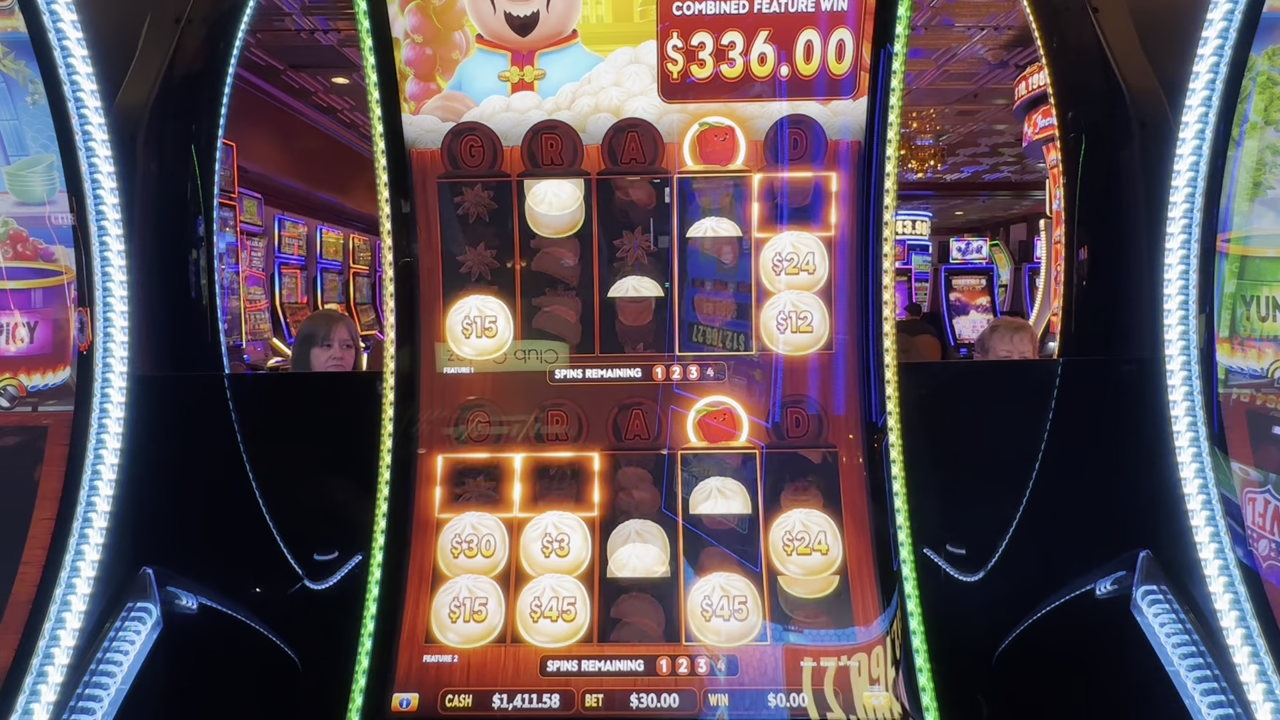 COMBINED FEATURE WIN
$336.00
G R A D
$24
$15 $12
FEATURE 1
SPINS REMAINING 1 2 3 4
G R A D
$30 $3 $24
$15 $45 $45
FEATURE 2
SPINS REMAINING 1 2 3 4
CASH $1,411.58 BET $30.00 WIN $0.00